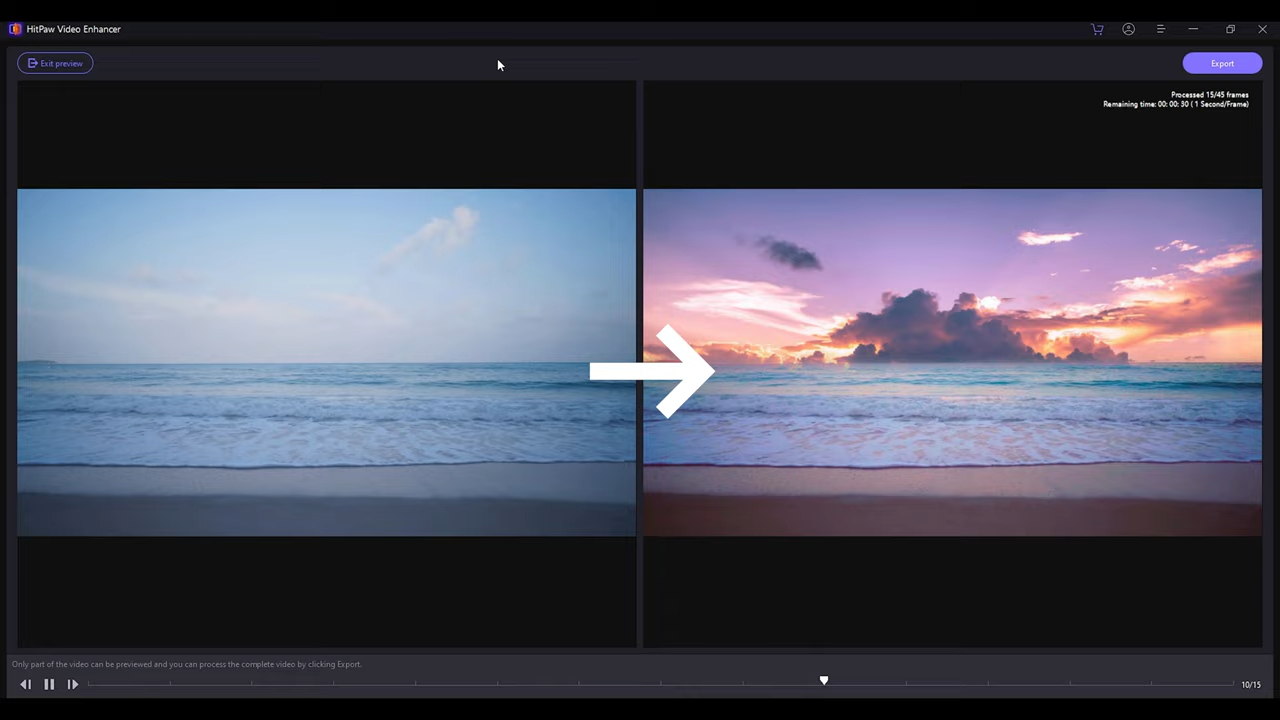 HitPaw Video Enhancer
Exit preview
Export
Processed 15/45 frames
Remaining time: 00: 00: 30 ( 1 Second/Frame)
Only part of the video can be previewed and you can process the complete video by clicking Export.
10/15